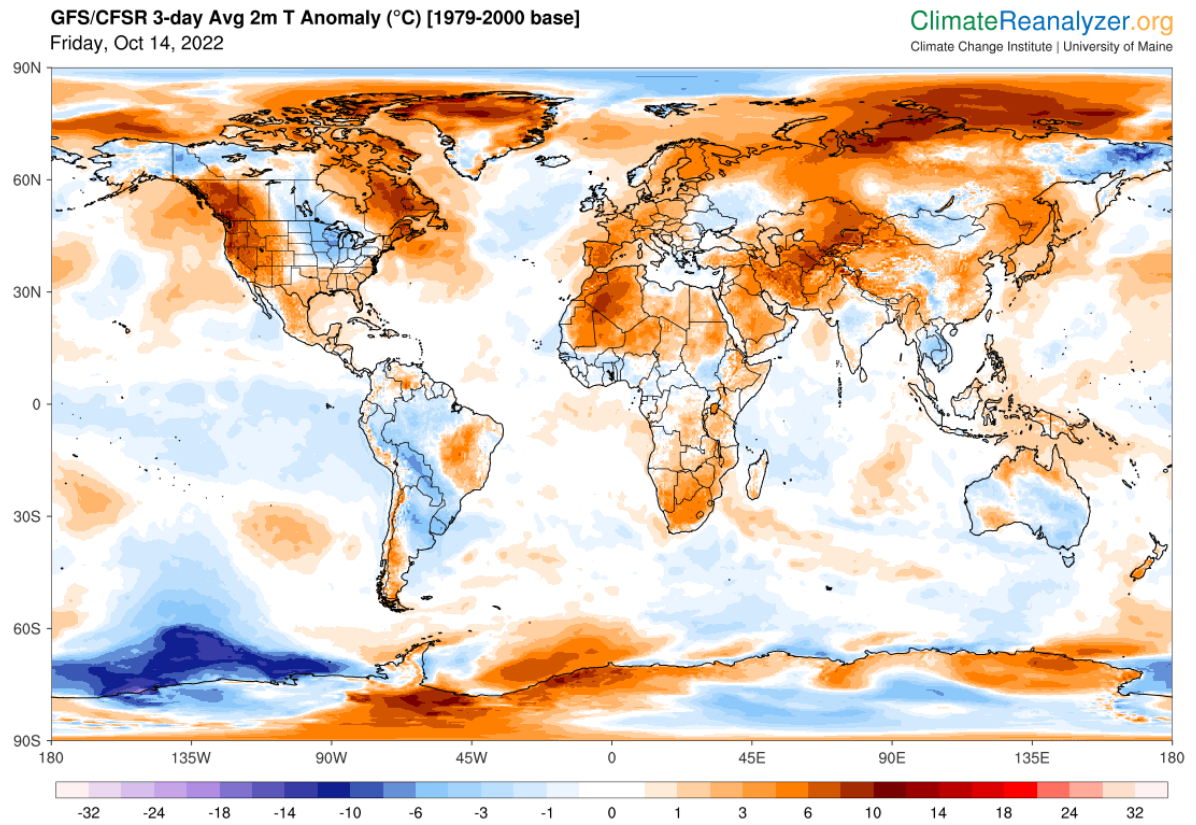 GFS/CFSR 3-day Avg 2m T Anomaly (°C) [1979-2000 base]
Friday, Oct 14, 2022
ClimateReanalyzer.org
Climate Change Institute | University of Maine
90N
60N
30N
0
30S
60S
90S
180 135W 90W 45W 0 45E 90E 135E 180
-32 -24 -18 -14 -10 -6 -3 -1 0 1 3 6 10 14 18 24 32